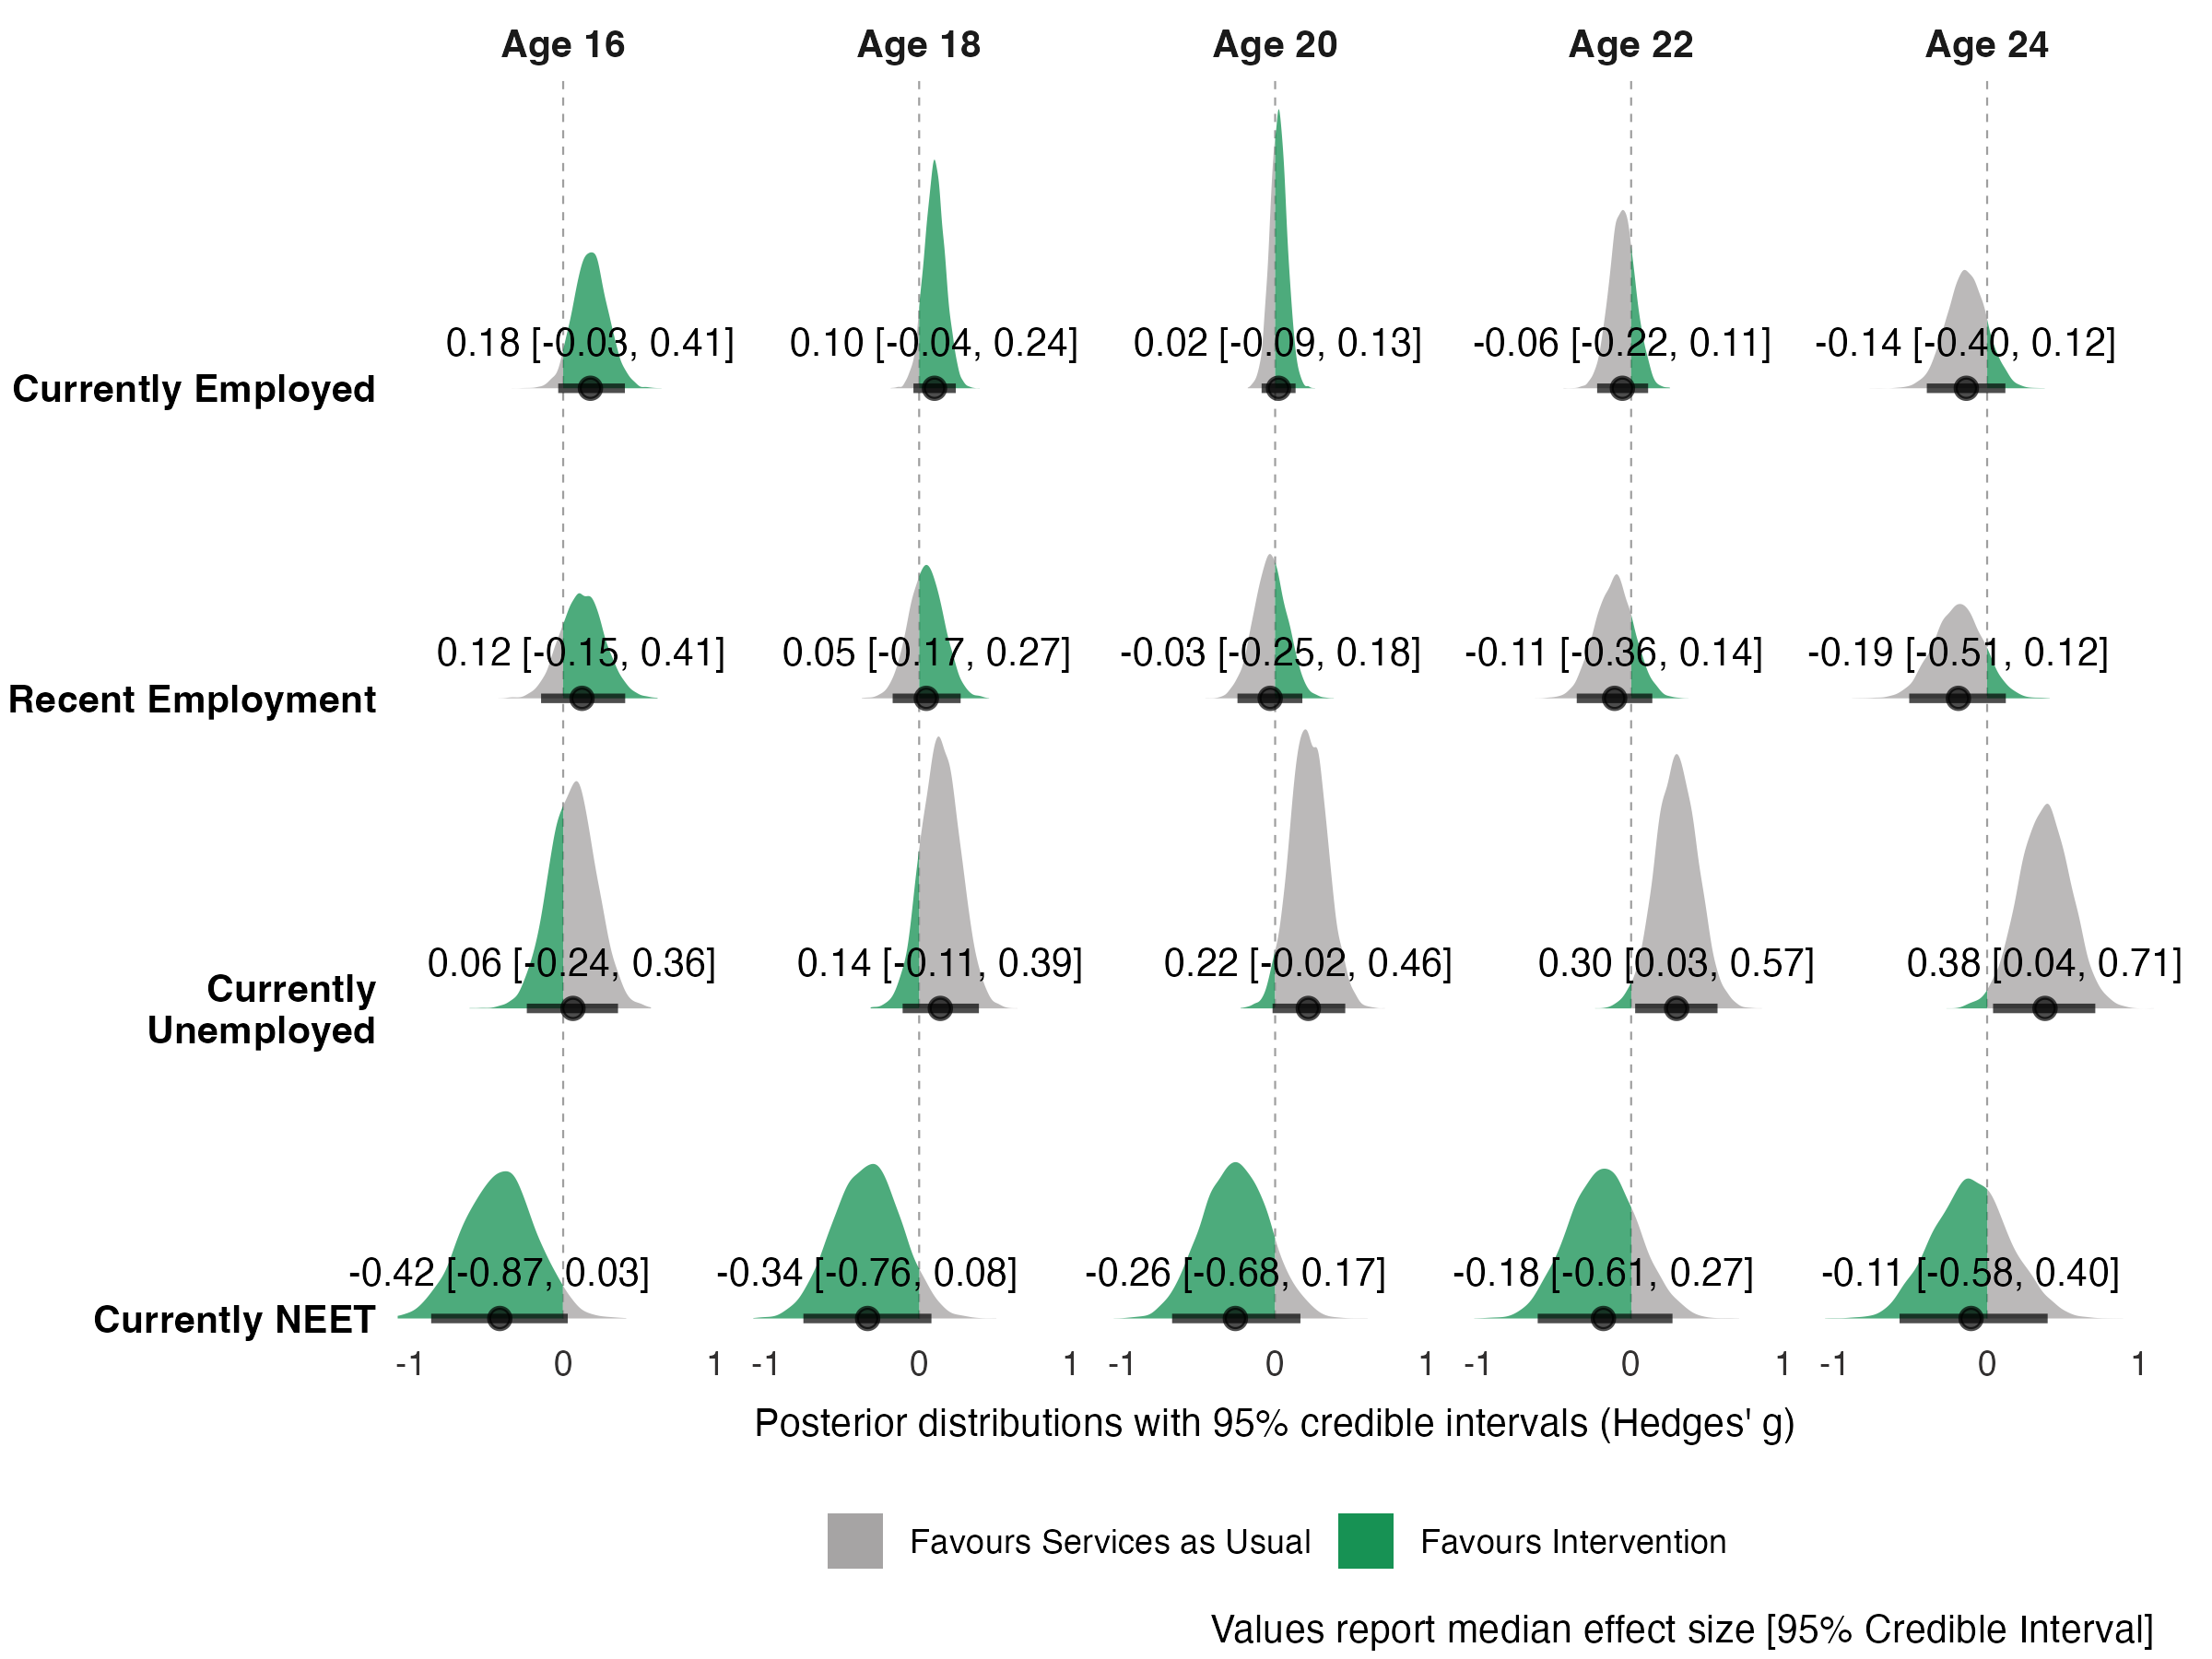 Age 16 Age 18 Age 20 Age 22 Age 24
0.18 [-0.03, 0.41] 0.10 [-0.04, 0.24] 0.02 [-0.09, 0.13] -0.06 [-0.22, 0.11] -0.14 [-0.40, 0.12]
Currently Employed
0.12 [-0.15, 0.41] 0.05 [-0.17, 0.27] -0.03 [-0.25, 0.18] -0.11 [-0.36, 0.14] -0.19 [-0.51, 0.12]
Recent Employment
0.06 [-0.24, 0.36] 0.14 [-0.11, 0.39] 0.22 [-0.02, 0.46] 0.30 [0.03, 0.57] 0.38 [0.04, 0.71]
Currently
Unemployed
-0.42 [-0.87, 0.03] -0.34 [-0.76, 0.08] -0.26 [-0.68, 0.17] -0.18 [-0.61, 0.27] -0.11 [-0.58, 0.40]
Currently NEET
-1 0 1 -1 0 1 -1 0 1 -1 0 1 -1 0 1
Posterior distributions with 95% credible intervals (Hedges' g)
Favours Services as Usual Favours Intervention
Values report median effect size [95% Credible Interval]